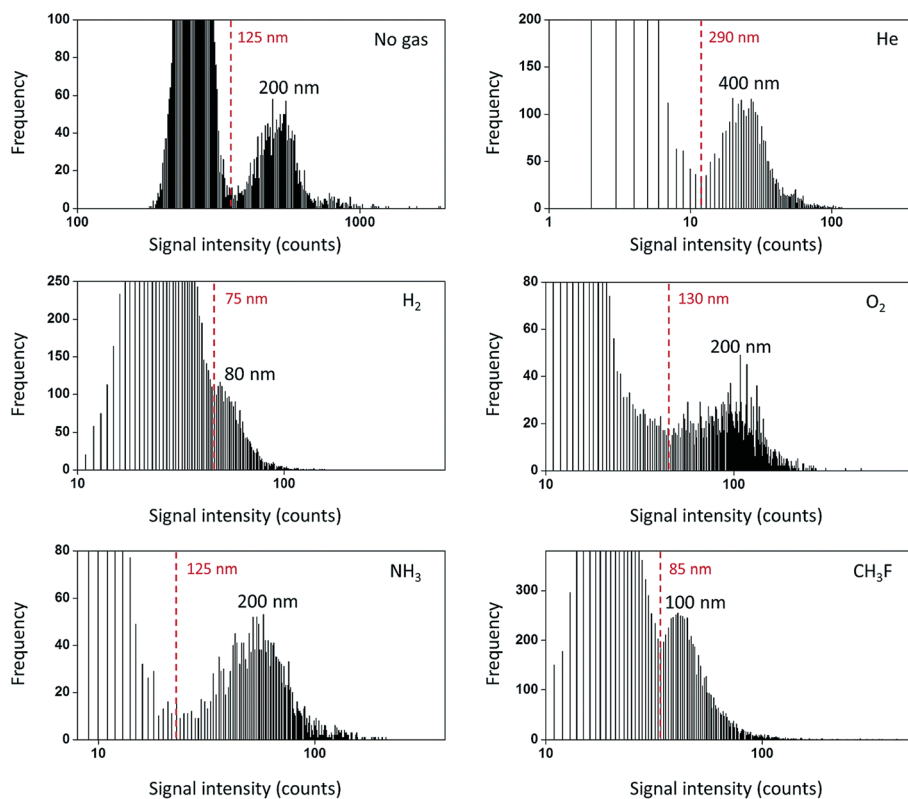 125 nm
No gas
200 nm
Frequency
100
80
60
40
20
0
100
1000
Signal intensity (counts)
290 nm
He
400 nm
Frequency
200
150
100
50
0
1
10
100
Signal intensity (counts)
75 nm
H₂
80 nm
Frequency
250
200
150
100
50
0
10
100
Signal intensity (counts)
130 nm
O₂
200 nm
Frequency
80
60
40
20
0
10
100
Signal intensity (counts)
125 nm
NH₃
200 nm
Frequency
80
60
40
20
0
10
100
Signal intensity (counts)
85 nm
CH₃F
100 nm
Frequency
300
200
100
0
10
100
Signal intensity (counts)